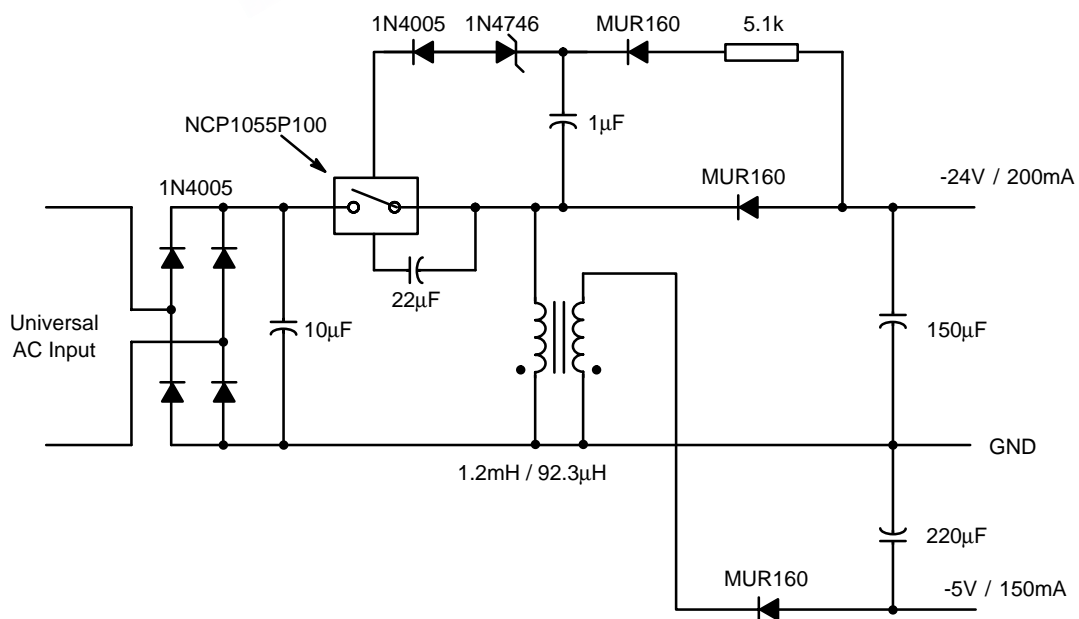 1N4005
1N4746
MUR160
5.1k
NCP1055P100
1μF
1N4005
MUR160
-24V / 200mA
22μF
Universal
AC Input
10μF
150μF
GND
1.2mH / 92.3μH
220μF
MUR160
-5V / 150mA